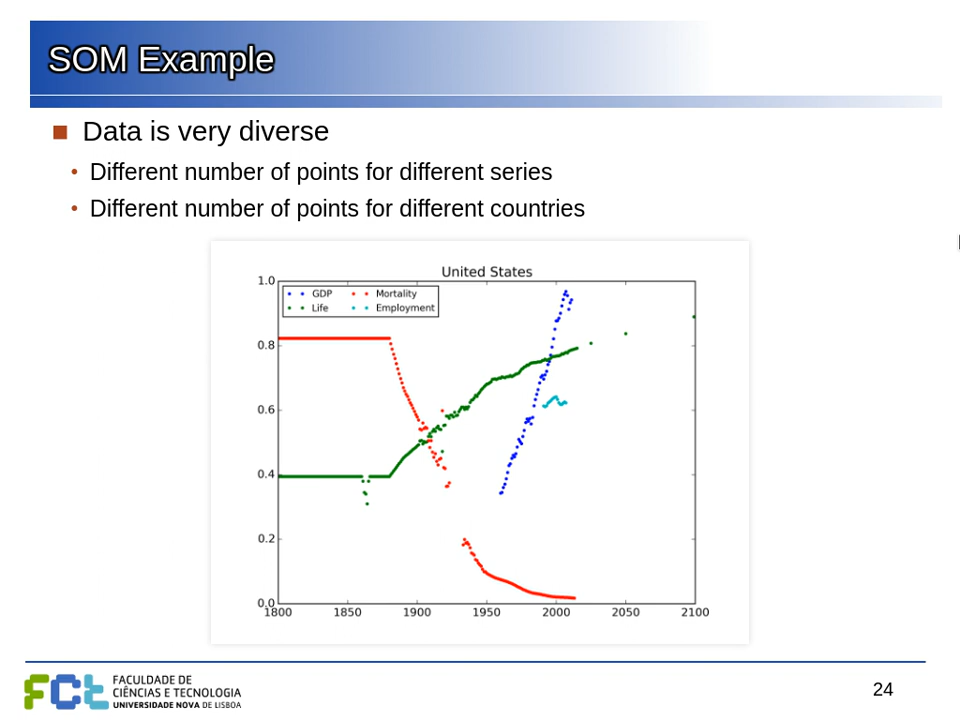 SOM Example
Data is very diverse
Different number of points for different series
Different number of points for different countries
United States
1.0
GDP Mortality
Life Employment
0.8
0.6
0.4
0.2
0.0
1800 1850 1900 1950 2000 2050 2100
FCt
FACULDADE DE
CIÊNCIAS E TECNOLOGIA
UNIVERSIDADE NOVA DE LISBOA
24